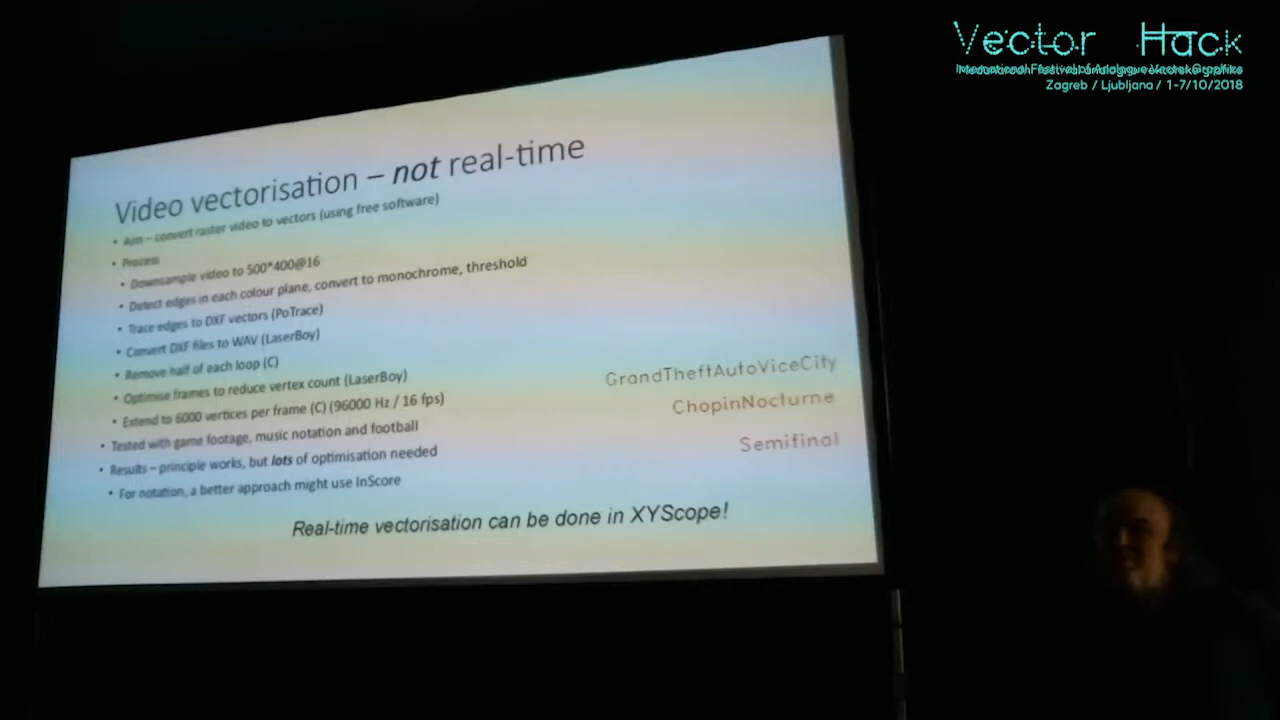 Vector Hack
Zagreb / Ljubljana / 1-7/10/2018
Video vectorisation – not real-time
• Aim – convert raster video to vectors (using free software)
• Process
• Downsample video to 500*400@16
• Detect edges in each colour plane, convert to monochrome, threshold
• Trace edges to DXF vectors (PoTrace)
• Convert DXF files to WAV (LaserBoy)
• Remove half of each loop (C)
• Optimise frames to reduce vertex count (LaserBoy)
• Extend to 6000 vertices per frame (C) (96000 Hz / 16 fps)
• Tested with game footage, music notation and football
• Results – principle works, but lots of optimisation needed
• For notation, a better approach might use InScore
GrandTheftAutoViceCity
ChopinNocturne
Semifinal
Real-time vectorisation can be done in XYScope!